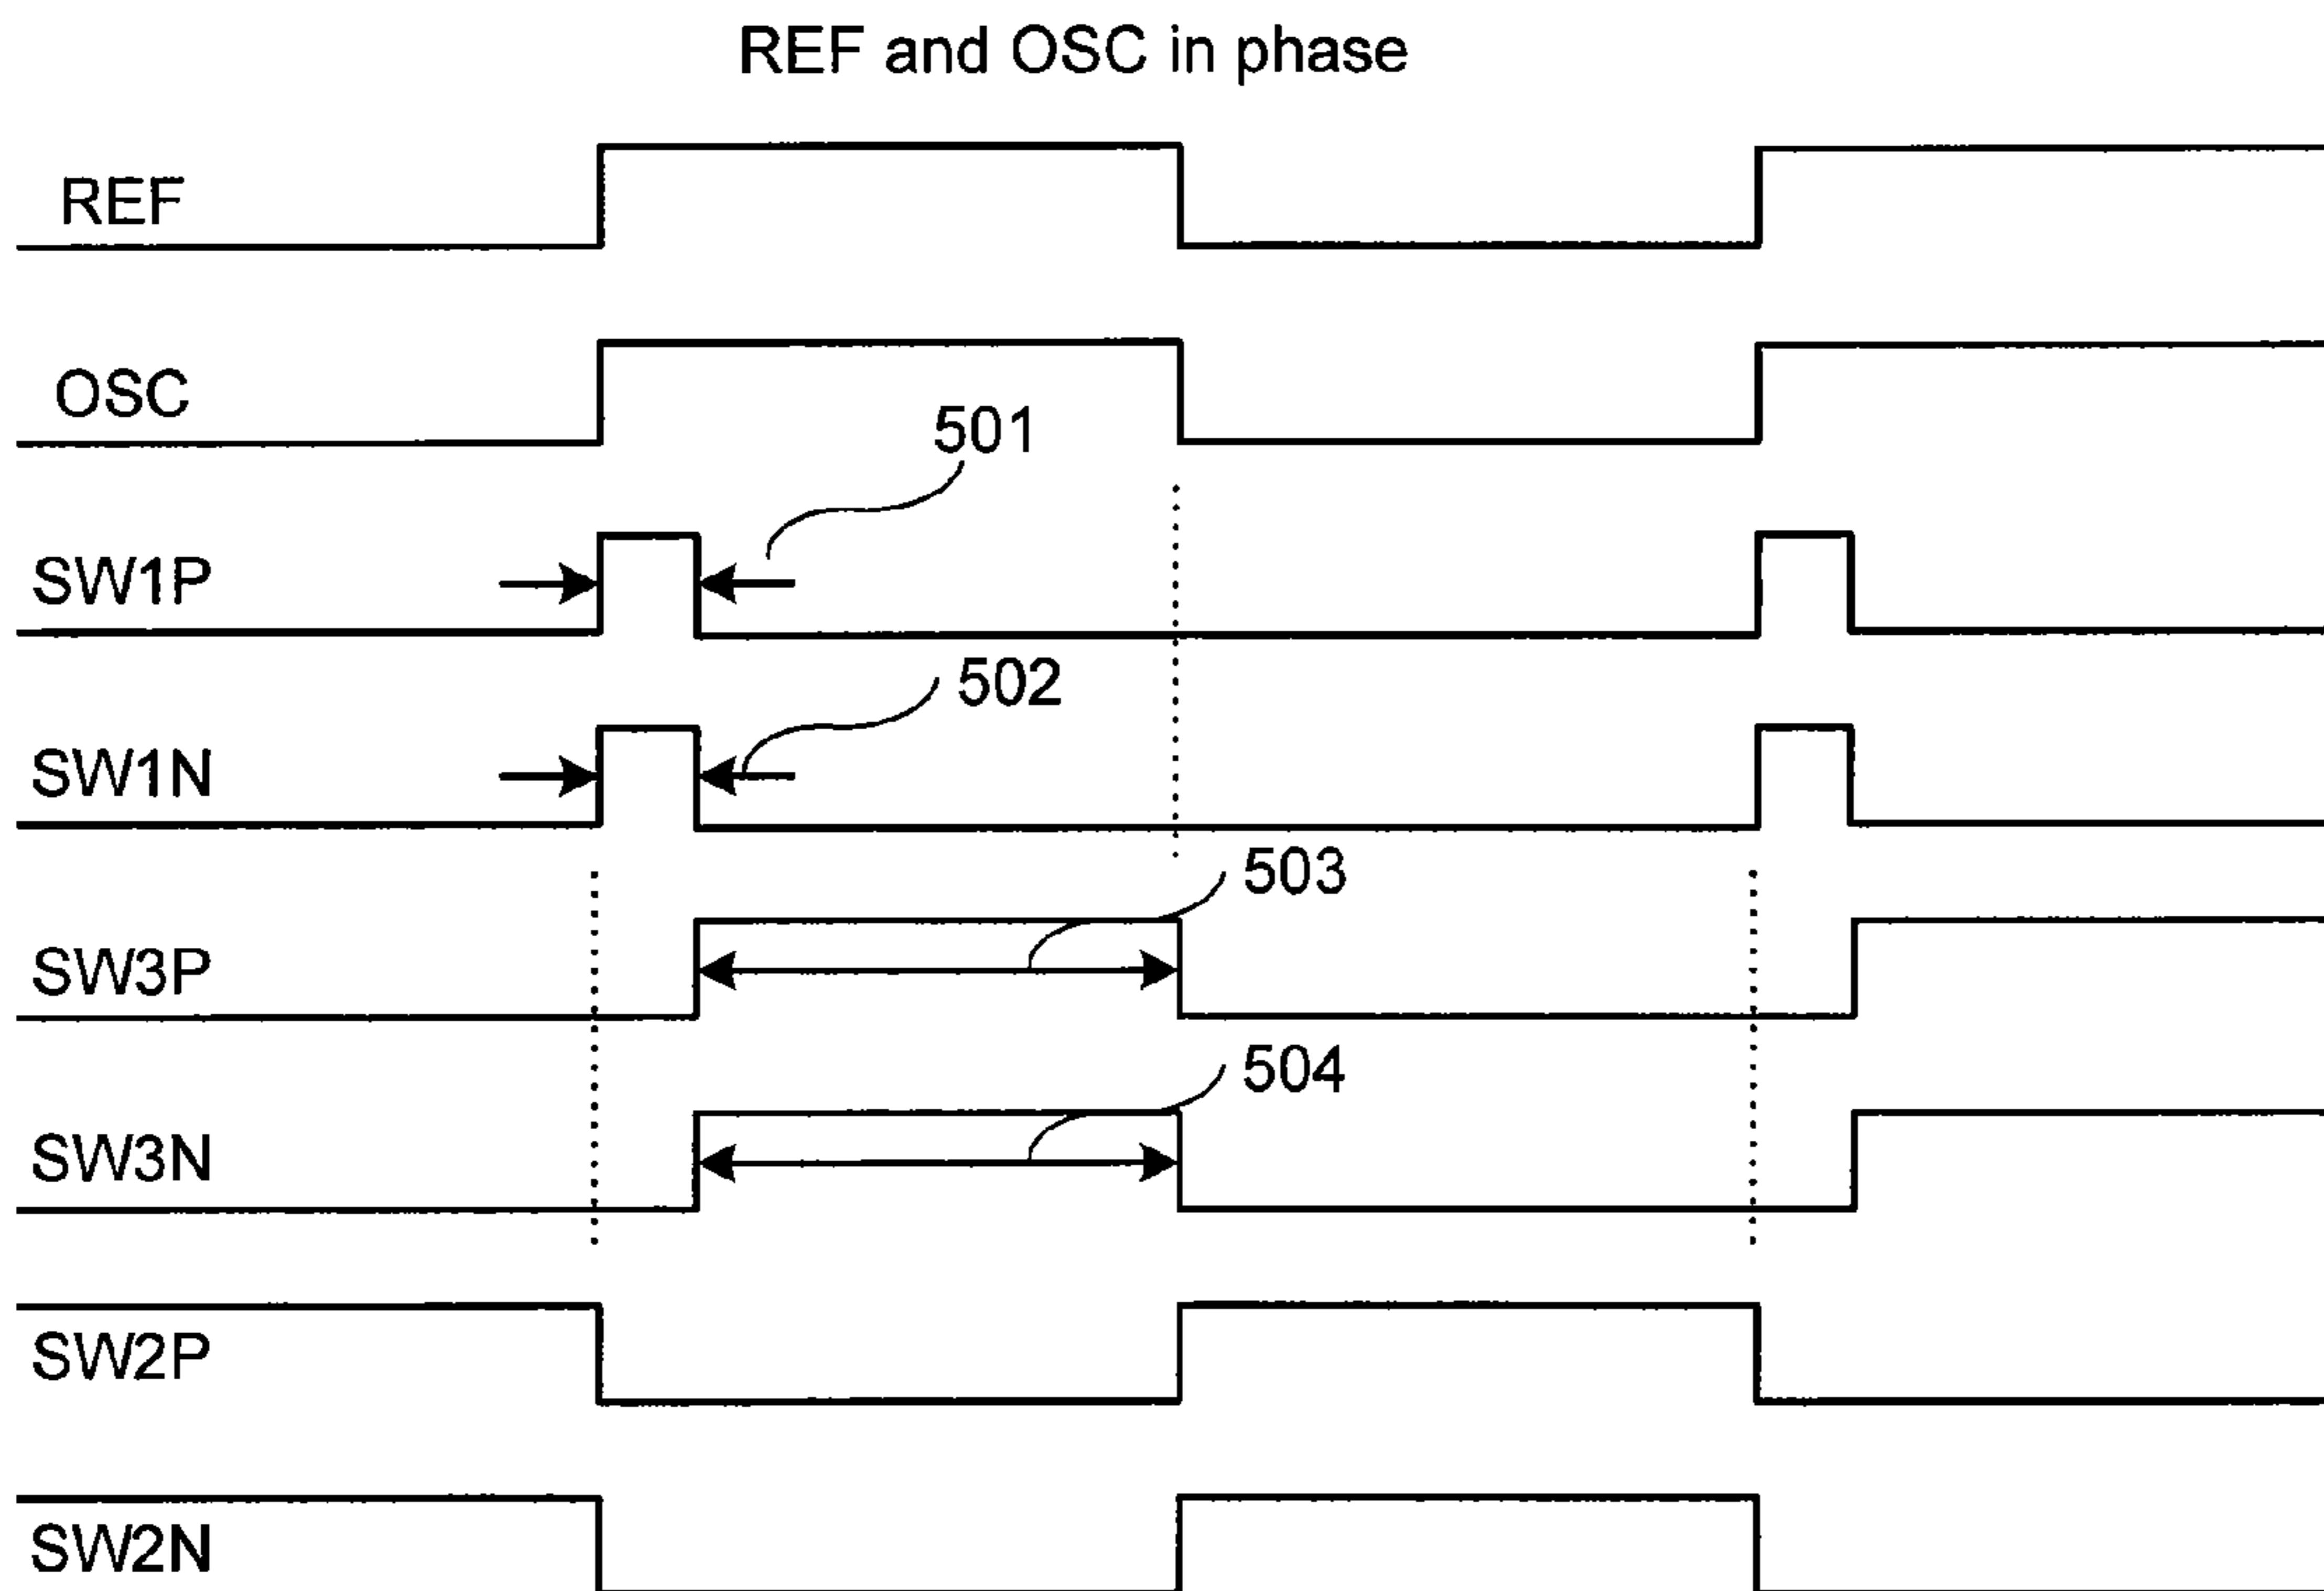 REF and OSC in phase
REF
OSC
501
SW1P
502
SW1N
503
SW3P
504
SW3N
SW2P
SW2N